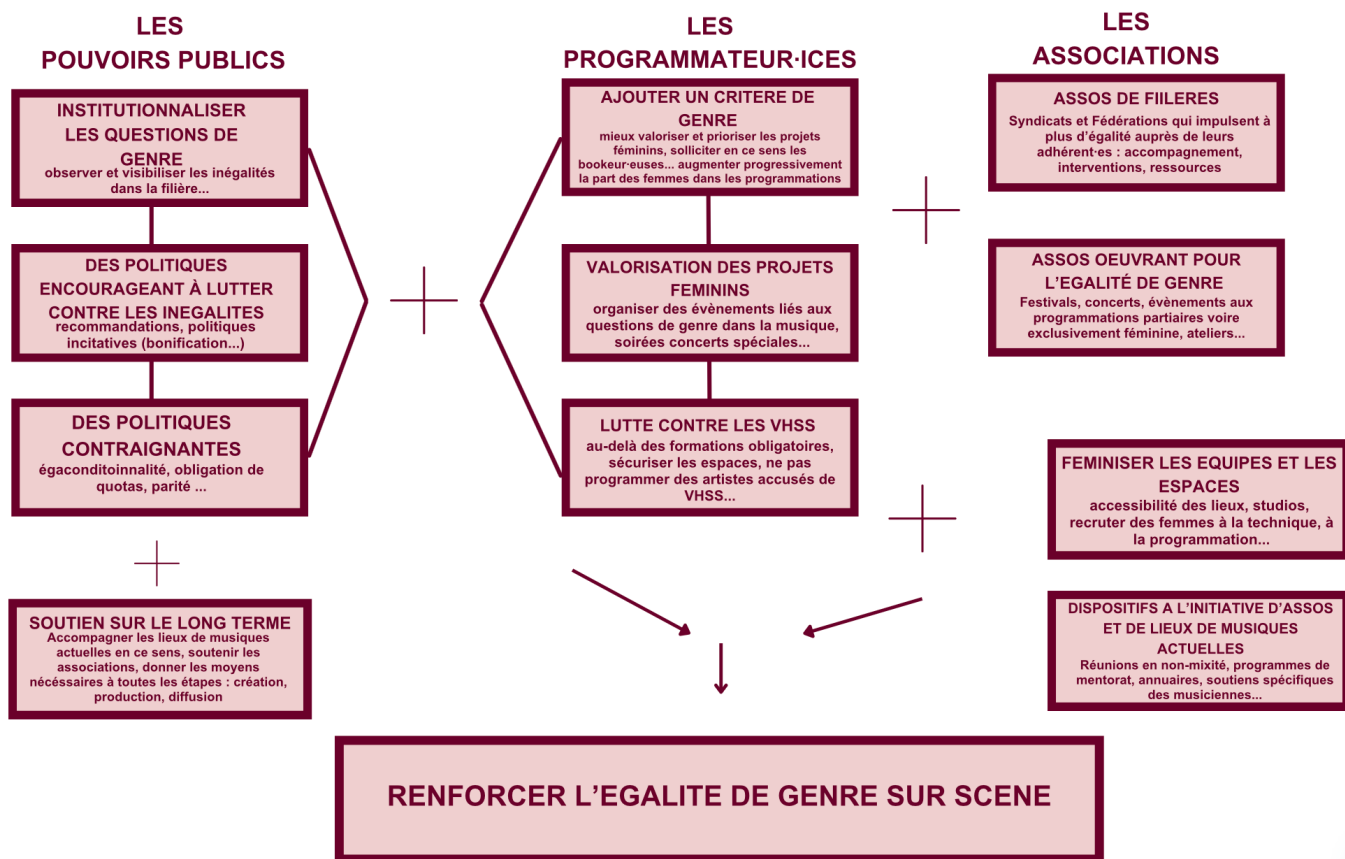 LES
POUVOIRS PUBLICS
INSTITUTIONNALISER
LES QUESTIONS DE
GENRE
observer et visibiliser les inégalités
dans la filière...
DES POLITIQUES
ENCOURAGEANT À LUTTER
CONTRE LES INEGALITES
recommandations, politiques
incitatives (bonification...)
DES POLITIQUES
CONTRAIGNANTES
égaconditoinnalité, obligation de
quotas, parité ...
SOUTIEN SUR LE LONG TERME
Accompagner les lieux de musiques
actuelles en ce sens, soutenir les
associations, donner les moyens
nécéssaires à toutes les étapes : création,
production, diffusion
LES
PROGRAMMATEUR·ICES
AJOUTER UN CRITERE DE
GENRE
mieux valoriser et prioriser les projets
féminins, solliciter en ce sens les
bookeur·euses... augmenter progressivement
la part des femmes dans les programmations
VALORISATION DES PROJETS
FEMININS
organiser des évènements liés aux
questions de genre dans la musique,
soirées concerts spéciales...
LUTTE CONTRE LES VHSS
au-delà des formations obligatoires,
sécuriser les espaces, ne pas
programmer des artistes accusés de
VHSS...
LES
ASSOCIATIONS
ASSOS DE FIILERES
Syndicats et Fédérations qui impulsent à
plus d'égalité auprès de leurs
adhérent·es : accompagnement,
interventions, ressources
ASSOS OEUVRANT POUR
L'EGALITÉ DE GENRE
Festivals, concerts, évènements aux
programmations partiaires voire
exclusivement féminine, ateliers...
FEMINISER LES EQUIPES ET LES
ESPACES
accessibilité des lieux, studios,
recruter des femmes à la technique, à
la programmation...
DISPOSITIFS A L'INITIATIVE D'ASSOS
ET DE LIEUX DE MUSIQUES
ACTUELLES
Réunions en non-mixité, programmes de
mentorat, annuaires, soutiens spécifiques
des musiciennes...
RENFORCER L'EGALITE DE GENRE SUR SCENE